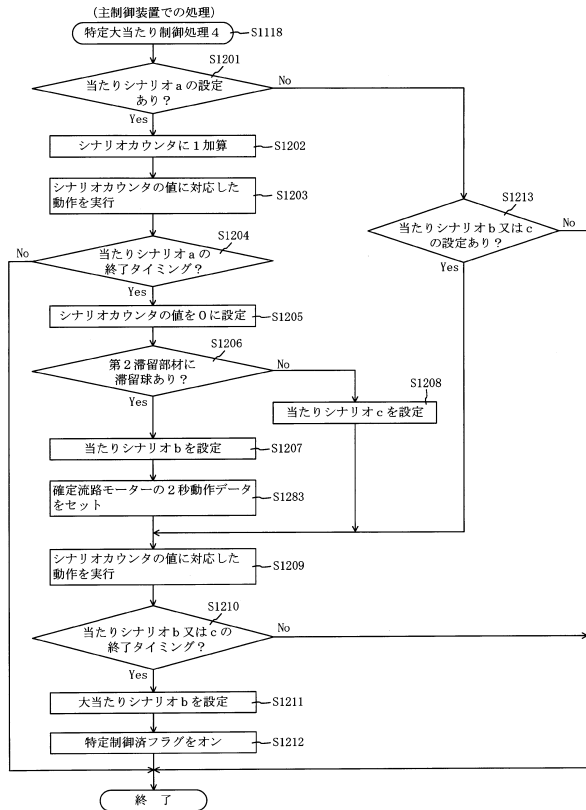 (主制御装置での処理)
特定大当たり制御処理4
S1118
S1201
当たりシナリオaの設定
あり?
No
Yes
シナリオカウンタに1加算
S1202
シナリオカウンタの値に対応した
動作を実行
S1203
S1213
当たりシナリオb又はc
の設定あり?
No
Yes
S1204
No
当たりシナリオaの
終了タイミング?
Yes
シナリオカウンタの値を0に設定
S1205
S1206
第2滞留部材に
滞留球あり?
No
Yes
S1208
当たりシナリオcを設定
当たりシナリオbを設定
S1207
確定流路モーターの2秒動作データ
をセット
S1283
シナリオカウンタの値に対応した
動作を実行
S1209
S1210
当たりシナリオb又はcの
終了タイミング?
No
Yes
大当たりシナリオbを設定
S1211
特定制御済フラグをオン
S1212
終 了